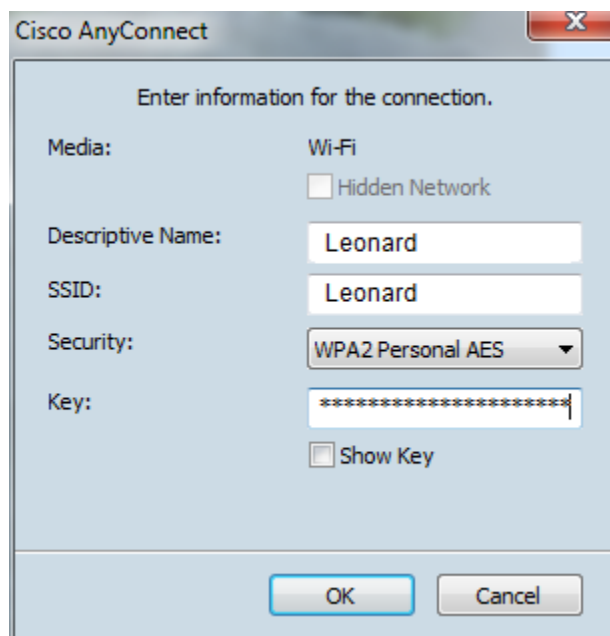 Cisco AnyConnect
Enter information for the connection.
Media: Wi-Fi
Hidden Network
Descriptive Name: Leonard
SSID: Leonard
Security: WPA2 Personal AES
Key: *********************
Show Key
OK Cancel